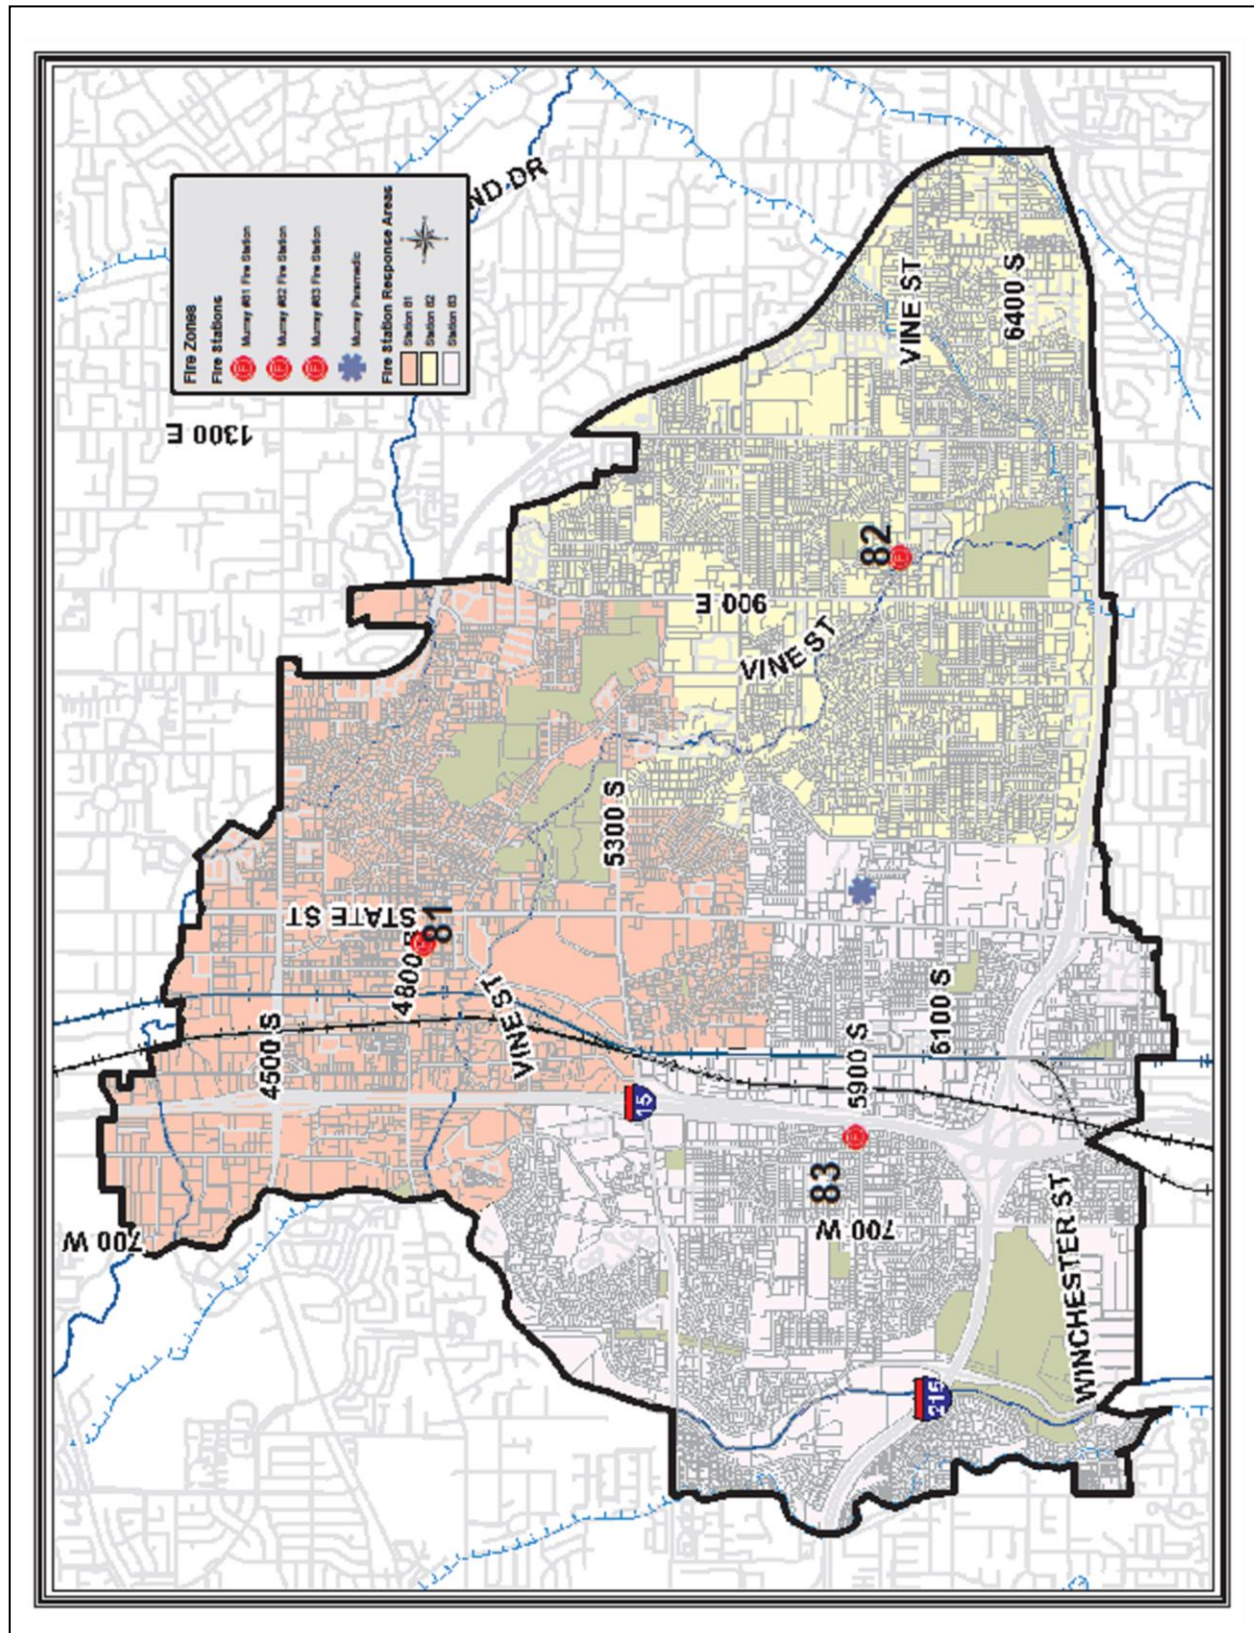 Fire Zones
Fire Stations
Murray #81 Fire Station
Murray #82 Fire Station
Murray #83 Fire Station
Murray Paramedic
Fire Station Response Areas
Station 81
Station 82
Station 83
ND DR
1300 E
VINE ST
6400 S
82
900 E
VINE ST
5300 S
STATE ST
81
4800
VINE ST
4500 S
6100 S
5900 S
15
83
700 W
700 W
WINCHESTER ST
215